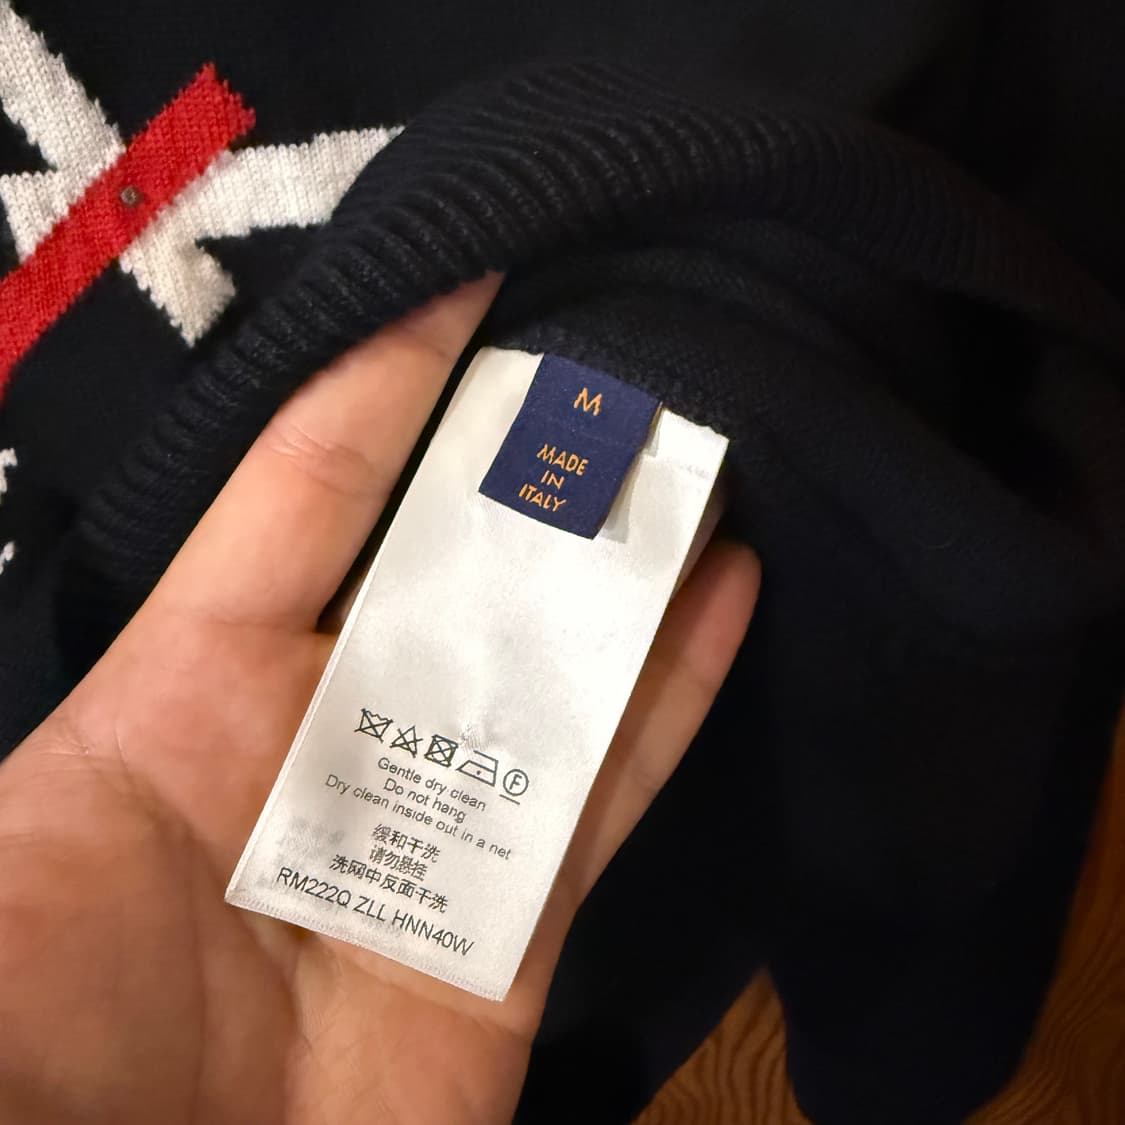 M
MADE
IN
ITALY
F
Gentle dry clean
Do not hang
Dry clean inside out in a net
缓和干洗
请勿悬挂
洗网中反面干洗
RM222Q ZLL HNN40W